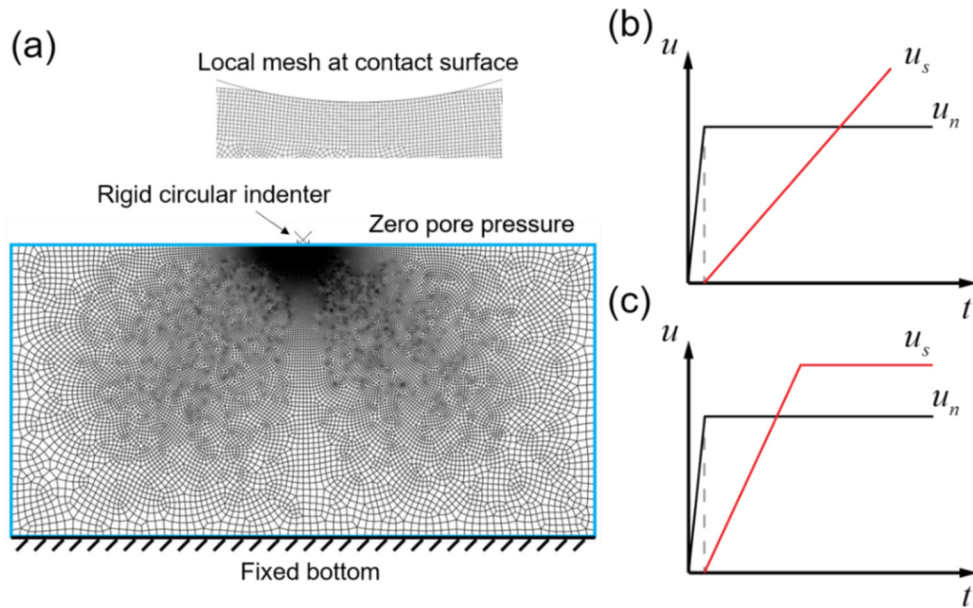 (a)
Local mesh at contact surface
Rigid circular indenter
Zero pore pressure
Fixed bottom
(b)
u
u_s
u_n
t
(c)
u
u_s
u_n
t